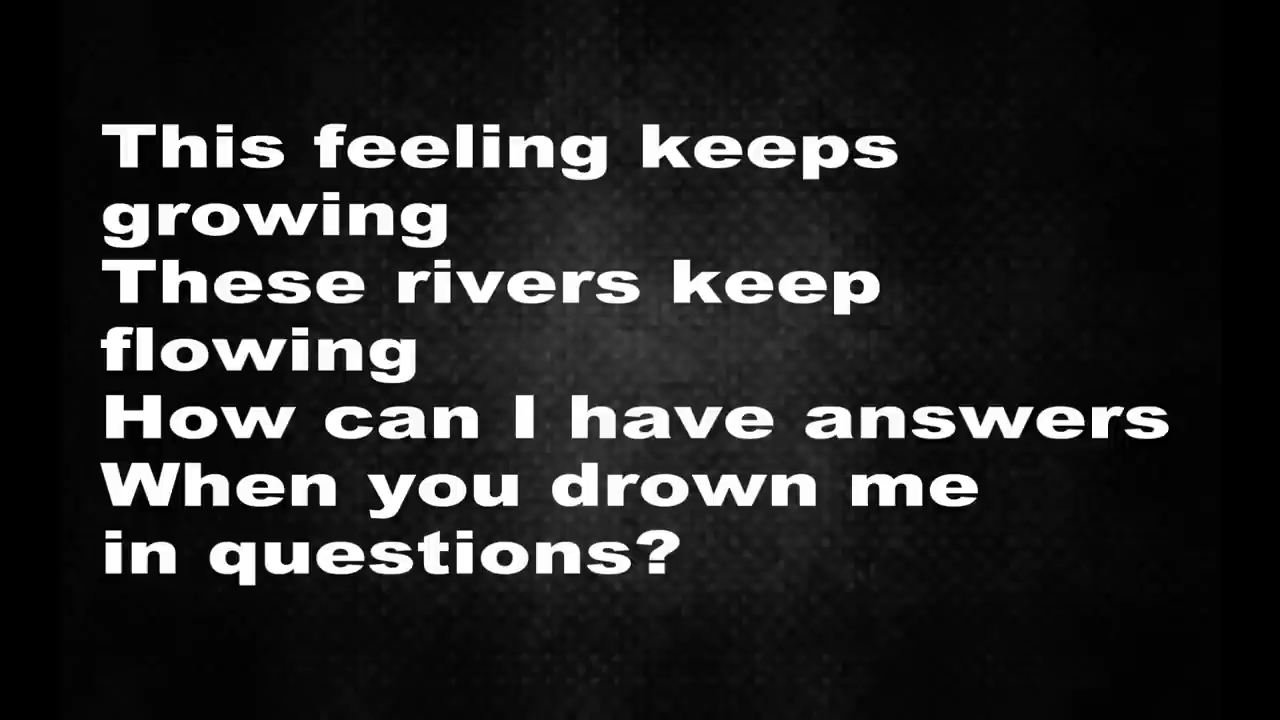 This feeling keeps
growing
These rivers keep
flowing
How can I have answers
When you drown me
in questions?